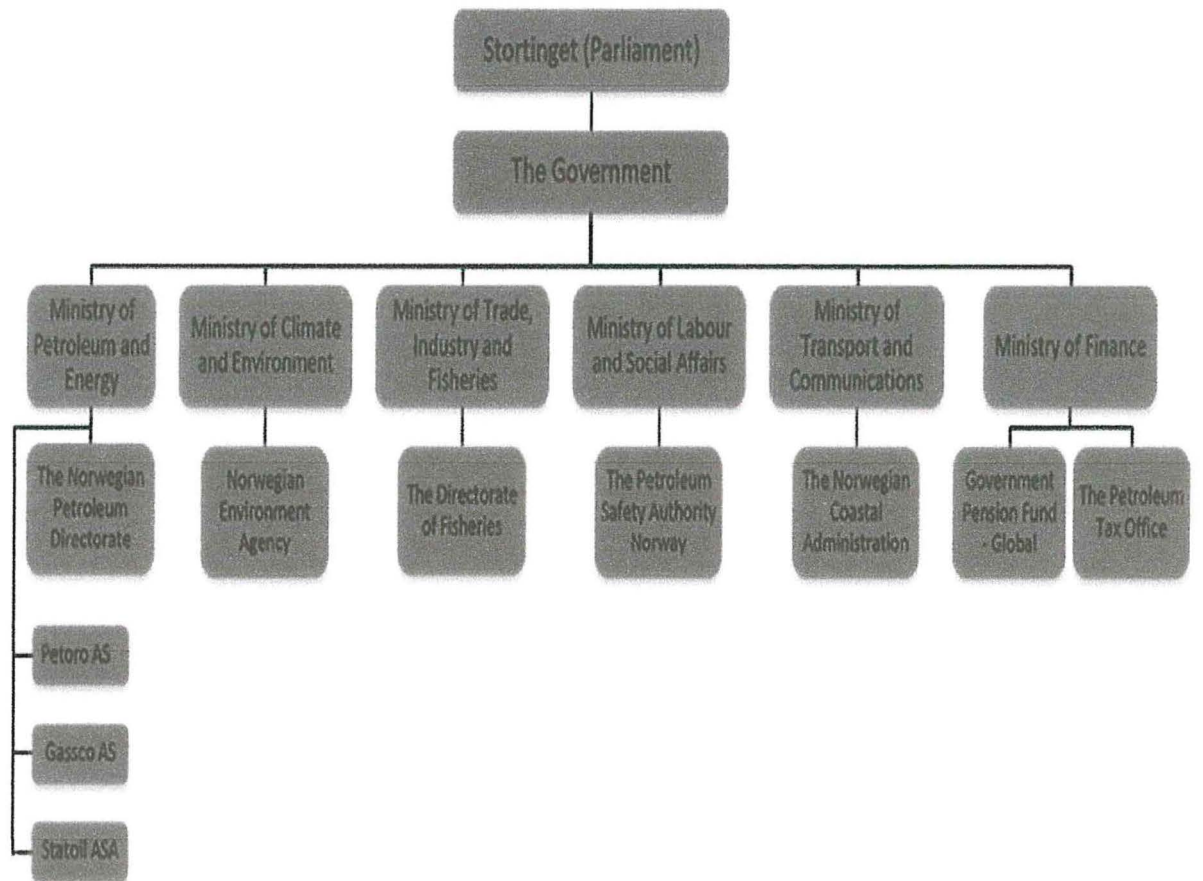 Stortinget (Parliament)
The Government
Ministry of
Petroleum and
Energy
Ministry of Climate
and Environment
Ministry of Trade,
Industry and
Fisheries
Ministry of Labour
and Social Affairs
Ministry of
Transport and
Communications
Ministry of Finance
The Norwegian
Petroleum
Directorate
Norwegian
Environment
Agency
The Directorate
of Fisheries
The Petroleum
Safety Authority
Norway
The Norwegian
Coastal
Administration
Government
Pension Fund
- Global
The Petroleum
Tax Office
Petoro AS
Gassco AS
Statoil ASA